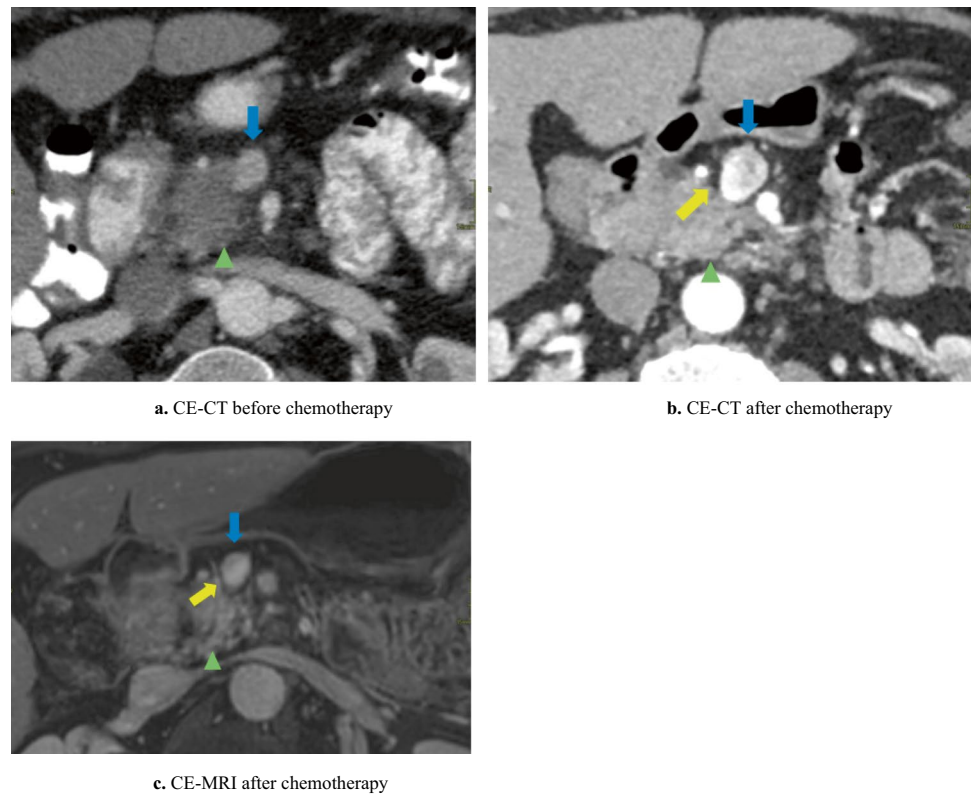 a. CE-CT before chemotherapy
b. CE-CT after chemotherapy
c. CE-MRI after chemotherapy